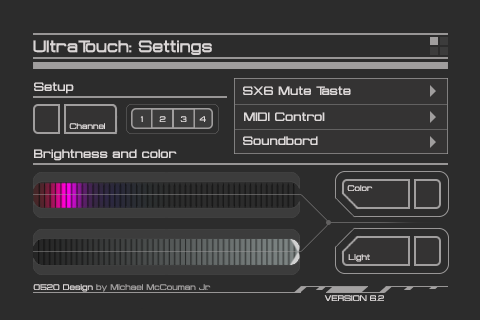 UltraTouch: Settings
Setup
Channel
1 2 3 4
SX6 Mute Taste
MIDI Control
Soundbord
Brightness and color
Color
Light
0620 Design by Michael McCouman Jr
VERSION 6.2